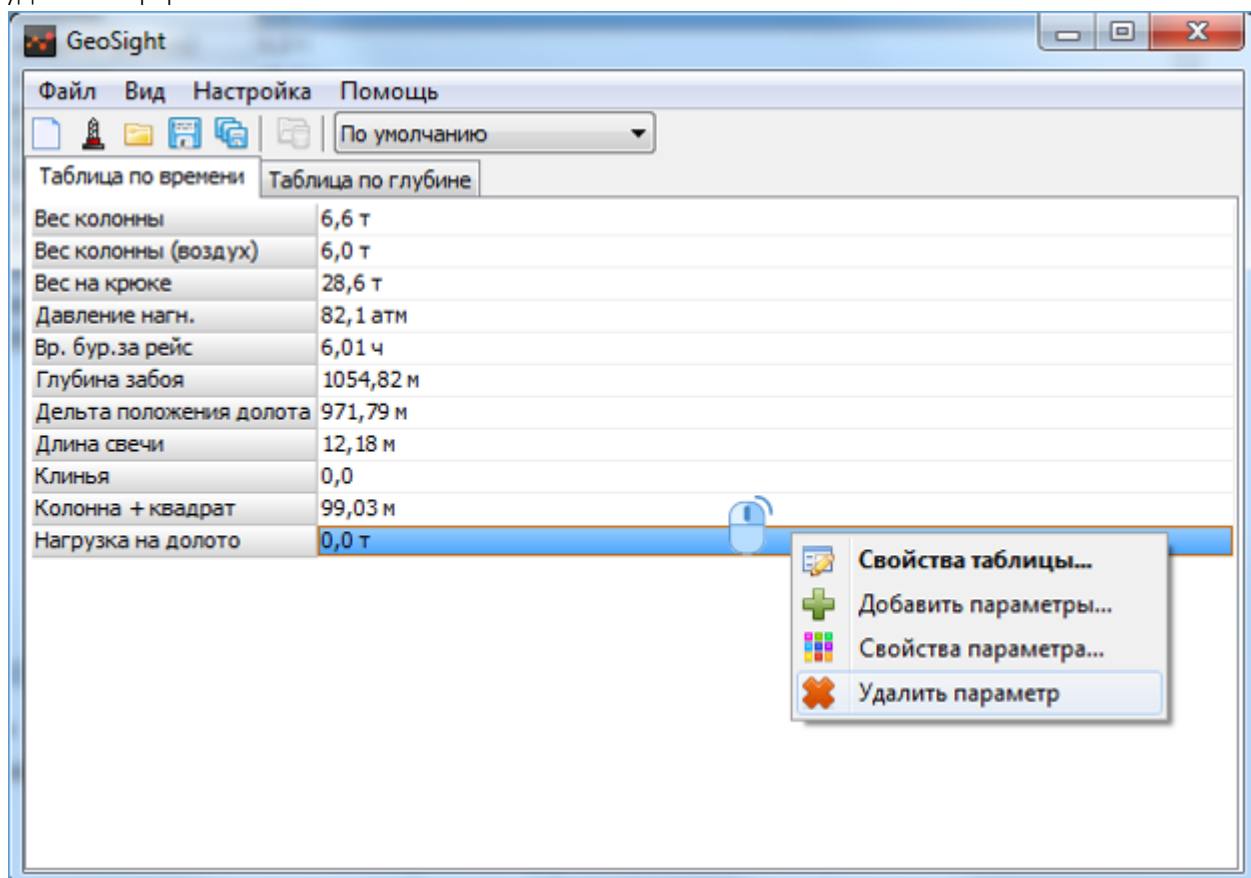 GeoSight
Файл Вид Настройка Помощь
По умолчанию
Таблица по времени Таблица по глубине
Вес колонны 6,6 т
Вес колонны (воздух) 6,0 т
Вес на крюке 28,6 т
Давление нагн. 82,1 атм
Вр. бур.за рейс 6,01 ч
Глубина забоя 1054,82 м
Дельта положения долота 971,79 м
Длина свечи 12,18 м
Клинья 0,0
Колонна + квадрат 99,03 м
Нагрузка на долото 0,0 т
Свойства таблицы...
Добавить параметры...
Свойства параметра...
Удалить параметр